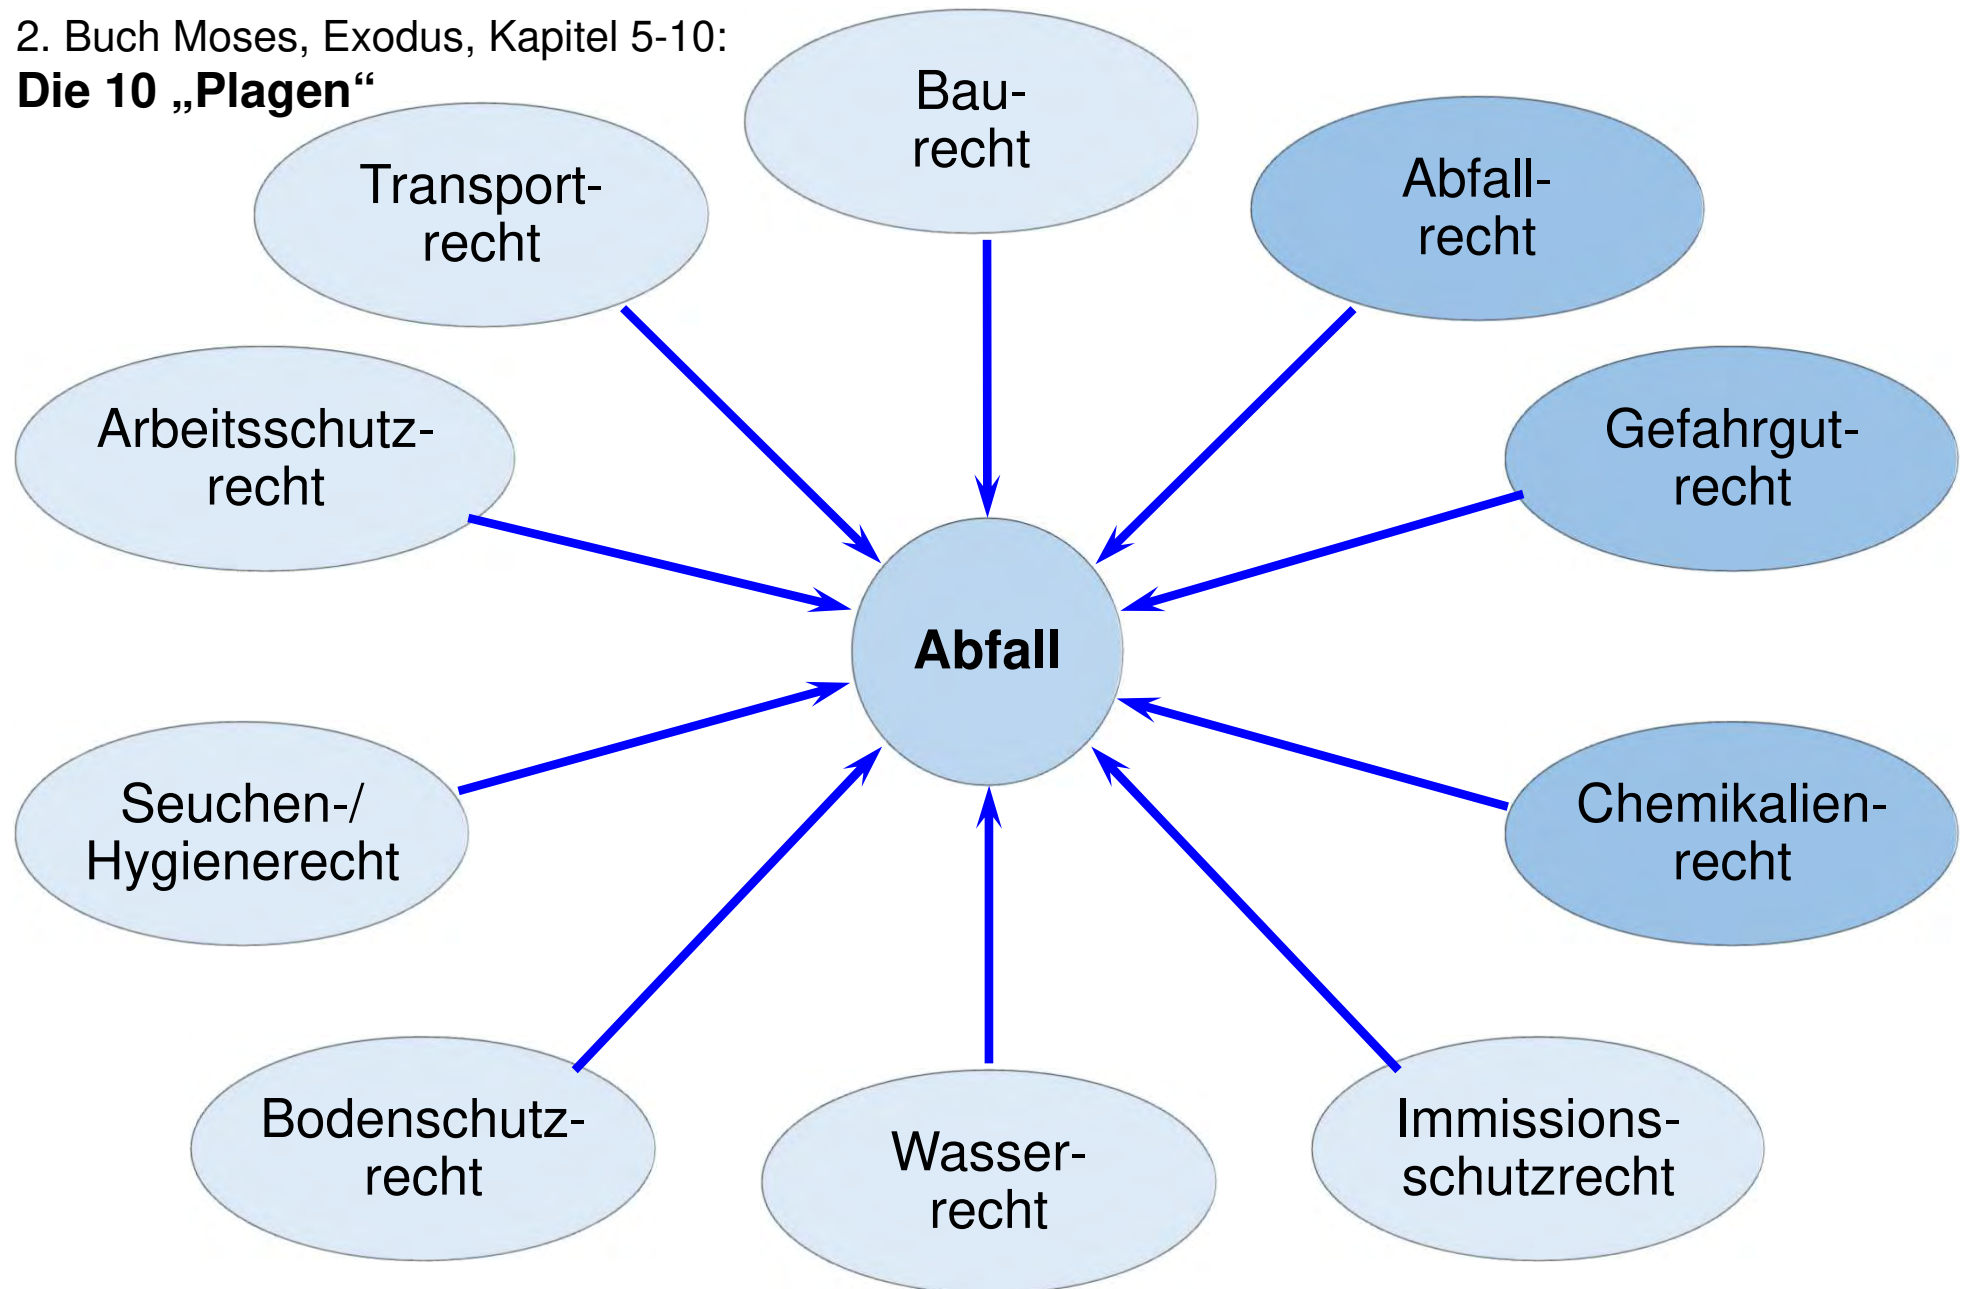 2. Buch Moses, Exodus, Kapitel 5-10:
Die 10 „Plagen“
Bau-
recht
Abfall-
recht
Transport-
recht
Arbeitsschutz-
recht
Gefahrgut-
recht
Abfall
Seuchen-/
Hygienerecht
Chemikalien-
recht
Bodenschutz-
recht
Wasser-
recht
Immissions-
schutzrecht